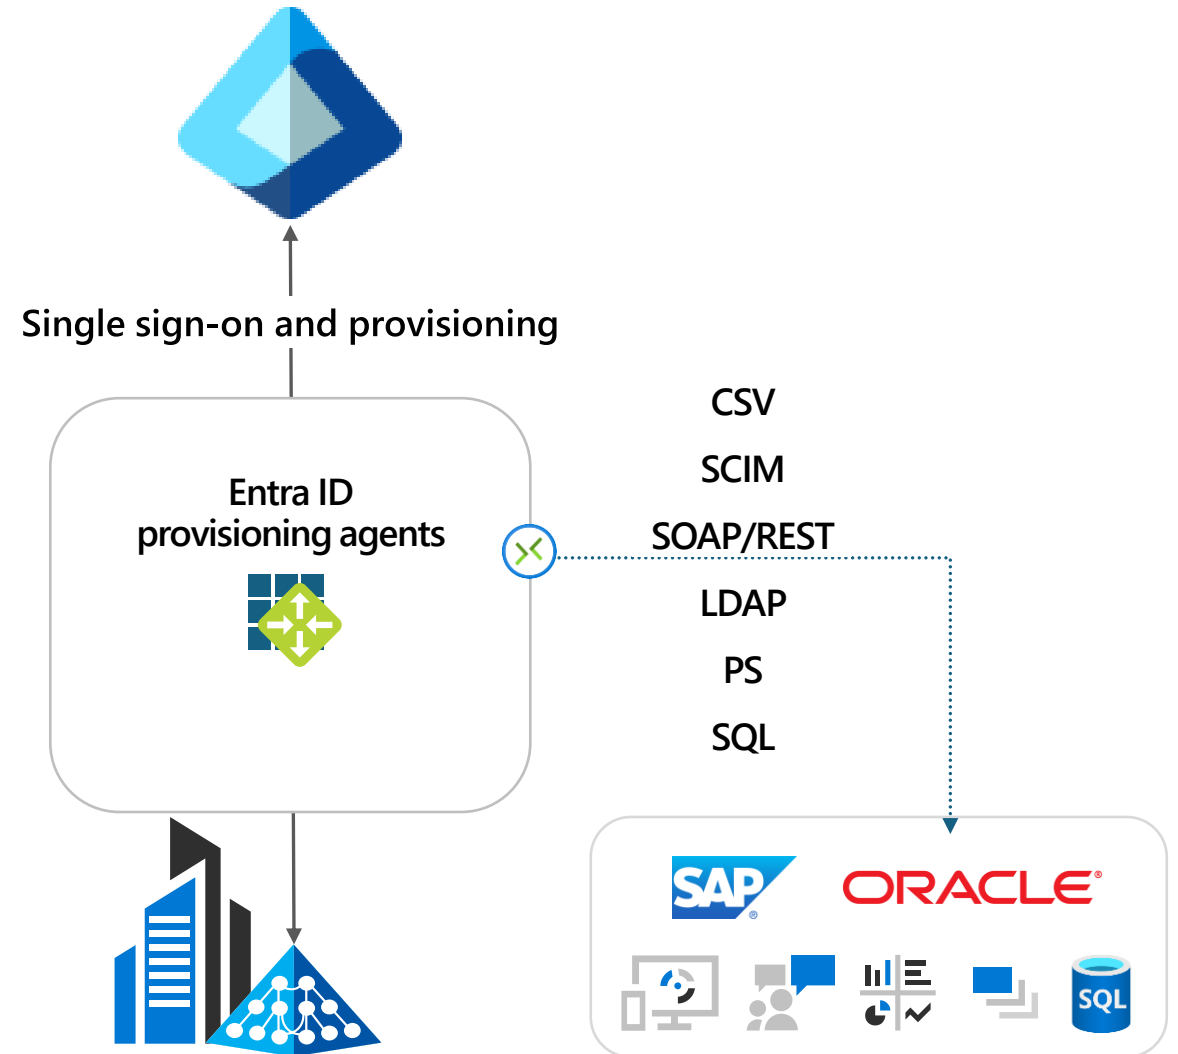 Single sign-on and provisioning
Entra ID
provisioning agents
CSV
SCIM
SOAP/REST
LDAP
PS
SQL
SAP®
ORACLE®
SQL